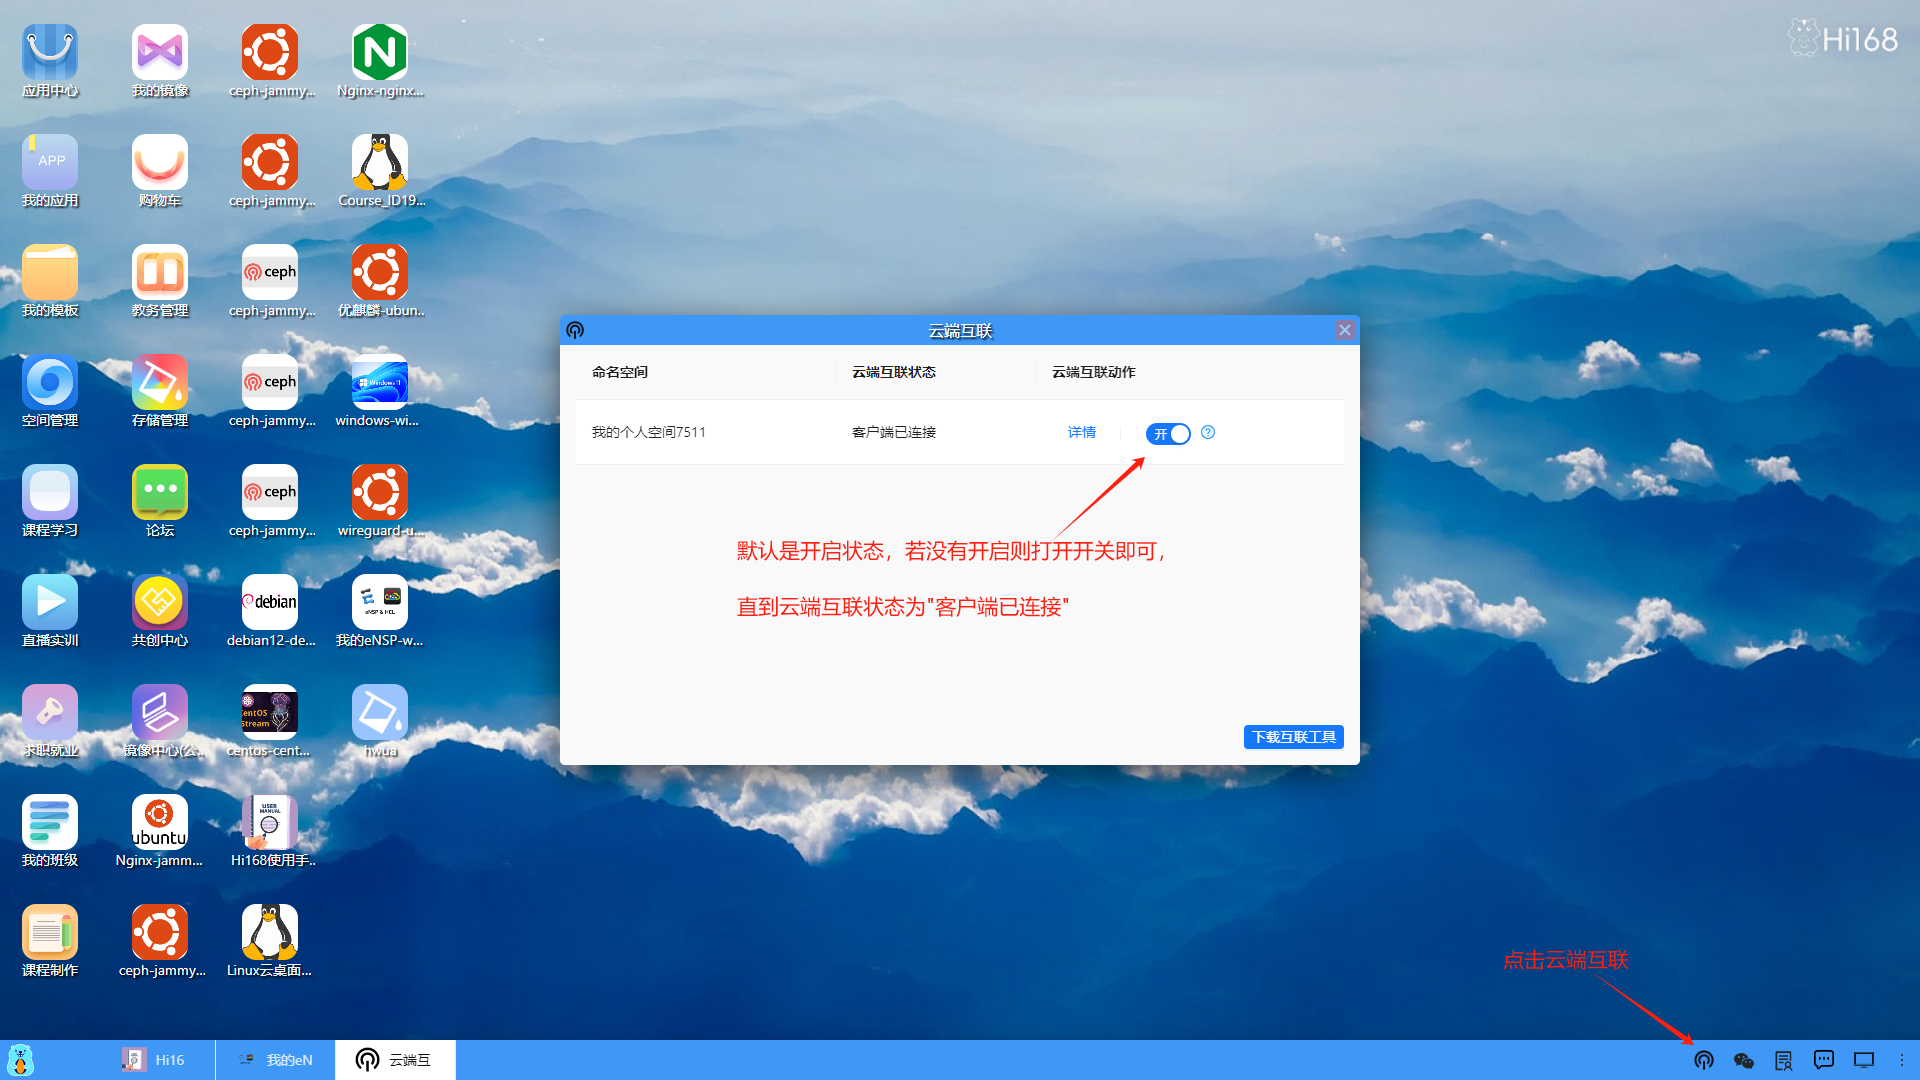 Hi168
应用中心
我的镜像
ceph-jammy...
Nginx-nginx...
APP
我的应用
购物车
ceph-jammy...
Course_ID19...
我的模板
教务管理
ceph
ceph-jammy...
优麒麟-ubun..
空间管理
存储管理
ceph
ceph-jammy...
Windows 11
windows-wi...
课程学习
论坛
ceph
ceph-jammy...
wireguard-u...
直播实训
共创中心
debian
debian12-de...
eNSP & HCL
我的eNSP-w...
求职就业
镜像中心(公..
CentOS
Stream
centos-cent...
hwua
我的班级
ubuntu
Nginx-jamm...
USER
MANUAL
Hi168使用手..
课程制作
ceph-jammy...
Linux云桌面...
云端互联
命名空间
云端互联状态
云端互联动作
我的个人空间7511
客户端已连接
详情
开
默认是开启状态，若没有开启则打开开关即可，
直到云端互联状态为"客户端已连接"
下载互联工具
点击云端互联
Hi16
我的eN
云端互